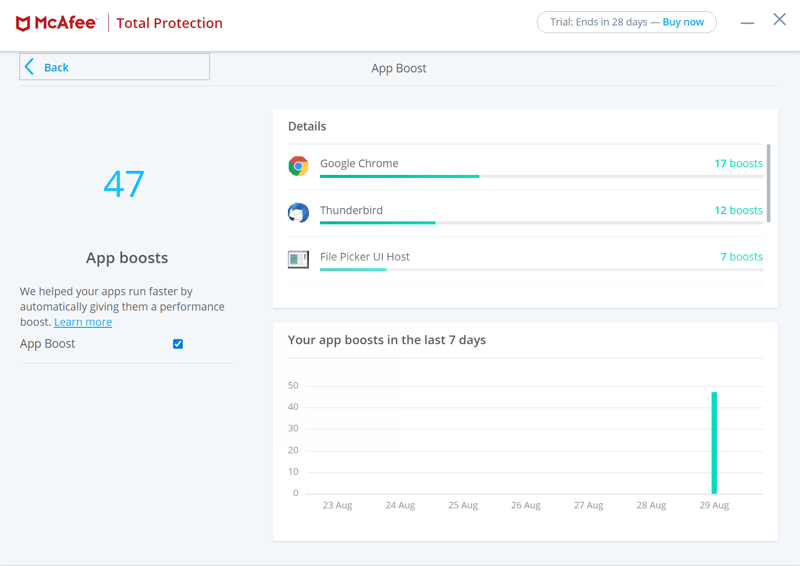 McAfee | Total Protection
Trial: Ends in 28 days — Buy now
Back
App Boost
47
App boosts
We helped your apps run faster by
automatically giving them a performance
boost. Learn more
App Boost
Details
Google Chrome 17 boosts
Thunderbird 12 boosts
File Picker UI Host 7 boosts
Your app boosts in the last 7 days
50
40
30
20
10
0
23 Aug 24 Aug 25 Aug 26 Aug 27 Aug 28 Aug 29 Aug